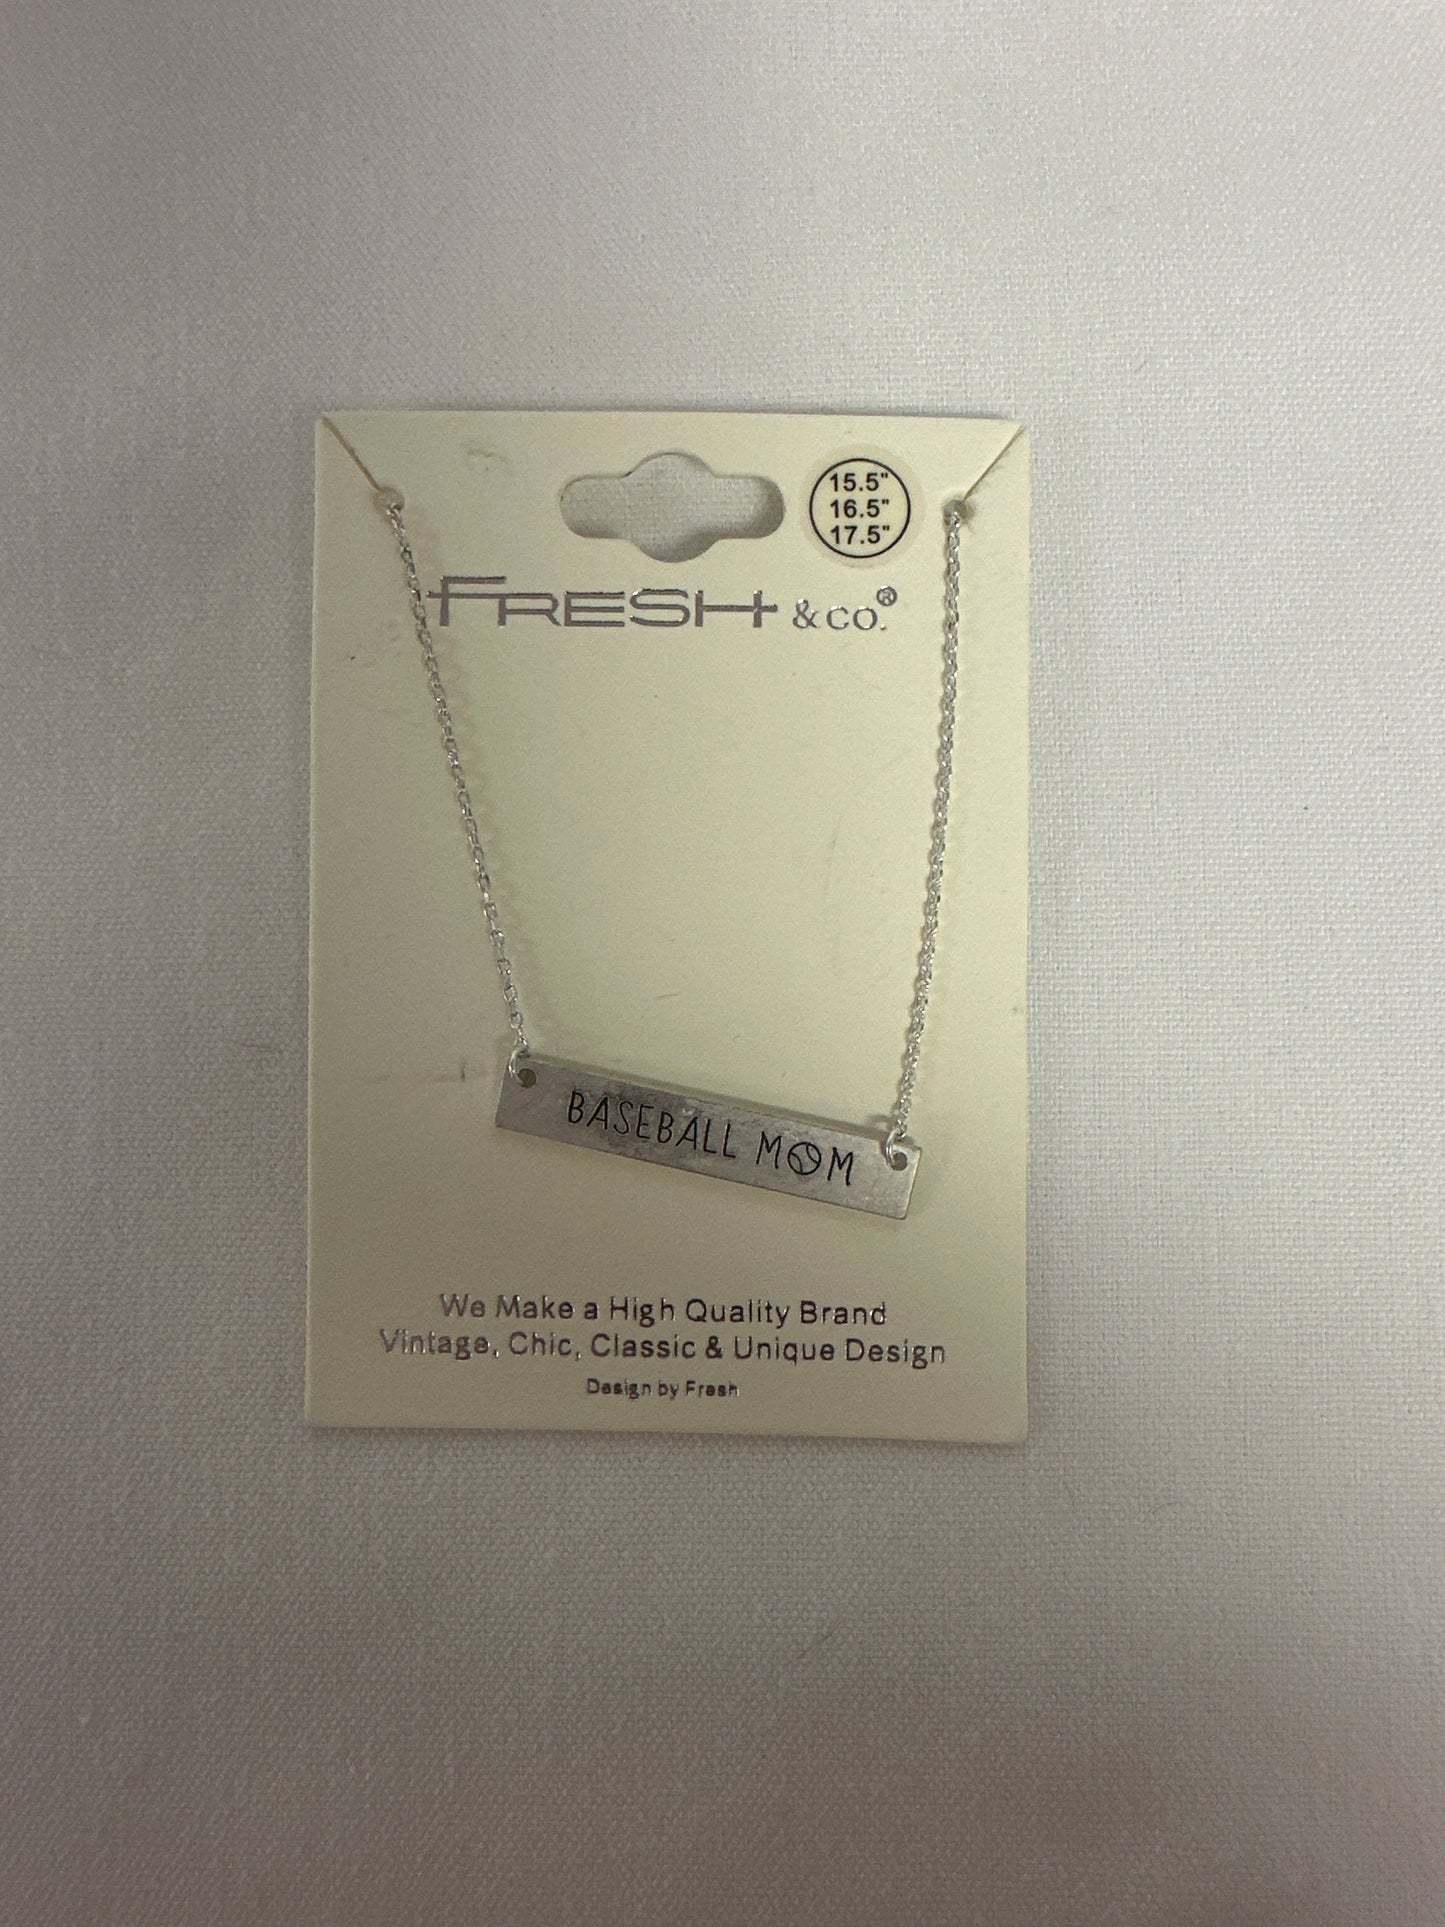 15.5"
16.5"
17.5"
FRESH & CO.®
BASEBALL MOM
We Make a High Quality Brand
Vintage, Chic, Classic & Unique Design
Design by Fresh